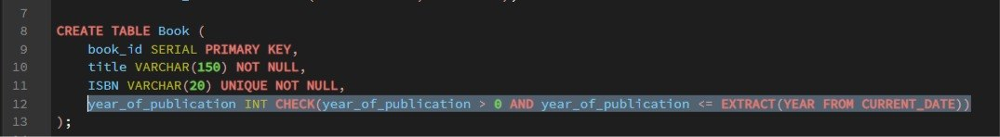 7
8 CREATE TABLE Book (
9 book_id SERIAL PRIMARY KEY,
10 title VARCHAR(150) NOT NULL,
11 ISBN VARCHAR(20) UNIQUE NOT NULL,
12 year_of_publication INT CHECK(year_of_publication > 0 AND year_of_publication <= EXTRACT(YEAR FROM CURRENT_DATE))
13 );